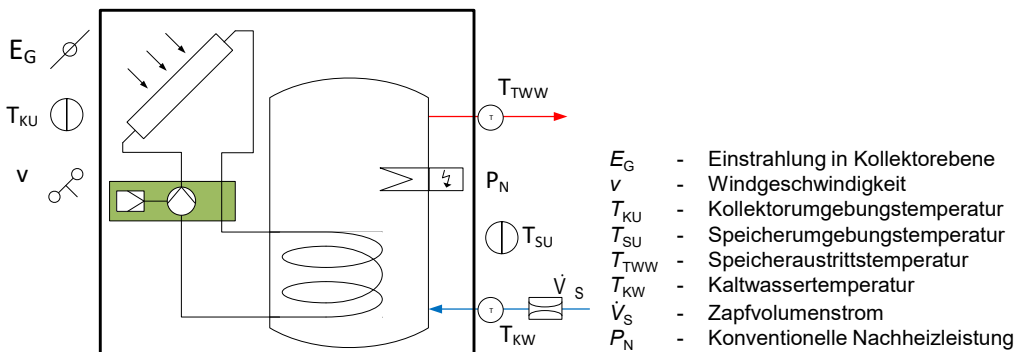 E_G
T_KU
v
T_TWW
T
P_N
T_SU
V̇_S
T
T_KW
E_G - Einstrahlung in Kollektorebene
v - Windgeschwindigkeit
T_KU - Kollektorumgebungstemperatur
T_SU - Speicherumgebungstemperatur
T_TWW - Speicheraustrittstemperatur
T_KW - Kaltwassertemperatur
V̇_S - Zapfvolumenstrom
P_N - Konventionelle Nachheizleistung